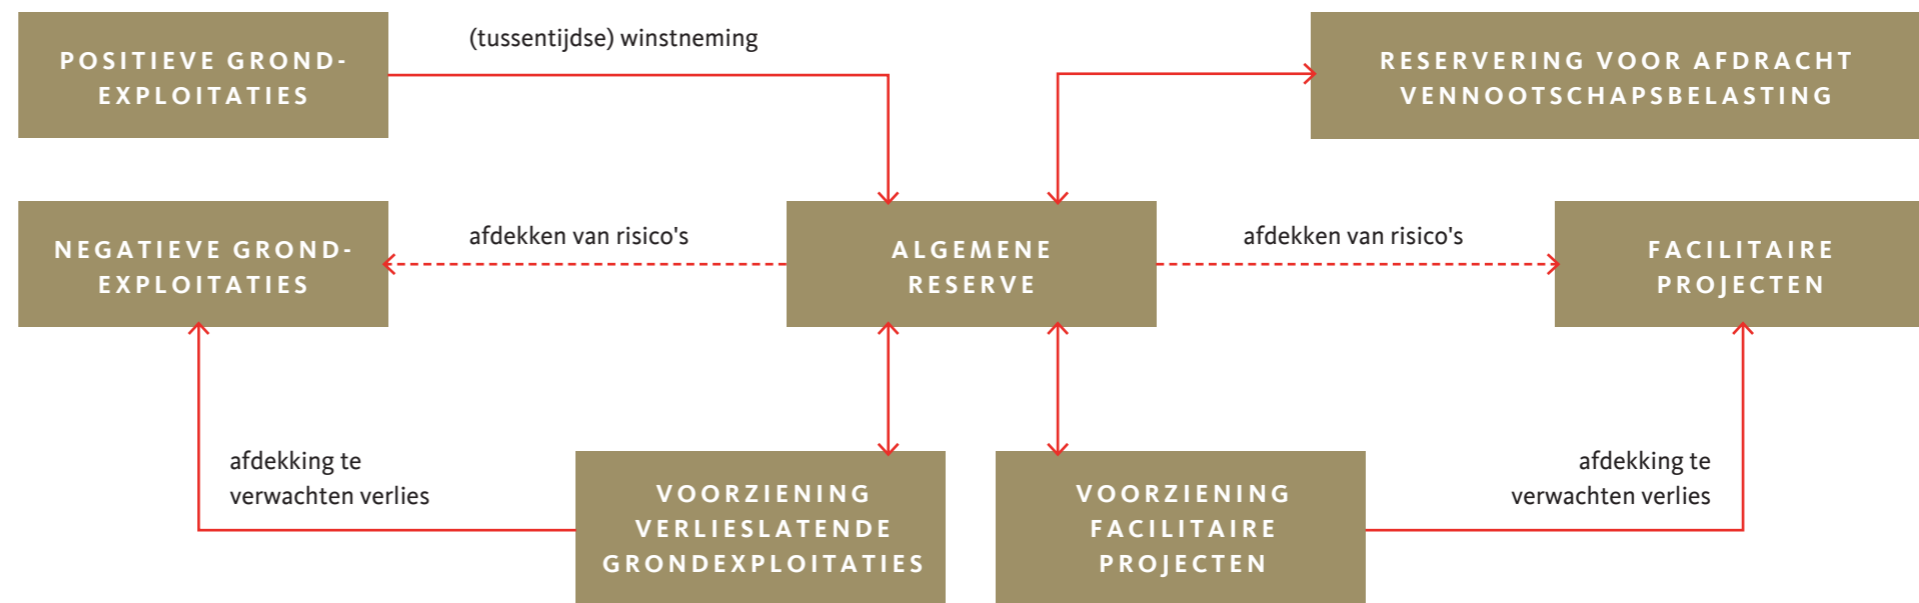 POSITIEVE GROND-
EXPLOITATIES
(tussentijdse) winstneming
RESERVERING VOOR AFDRACHT
VENNOOTSCHAPSBELASTING
NEGATIEVE GROND-
EXPLOITATIES
afdekken van risico's
ALGEMENE
RESERVE
afdekken van risico's
FACILITAIRE
PROJECTEN
afdekking te
verwachten verlies
VOORZIENING
VERLIESLATENDE
GRONDEXPLOITATIES
VOORZIENING
FACILITAIRE
PROJECTEN
afdekking te
verwachten verlies